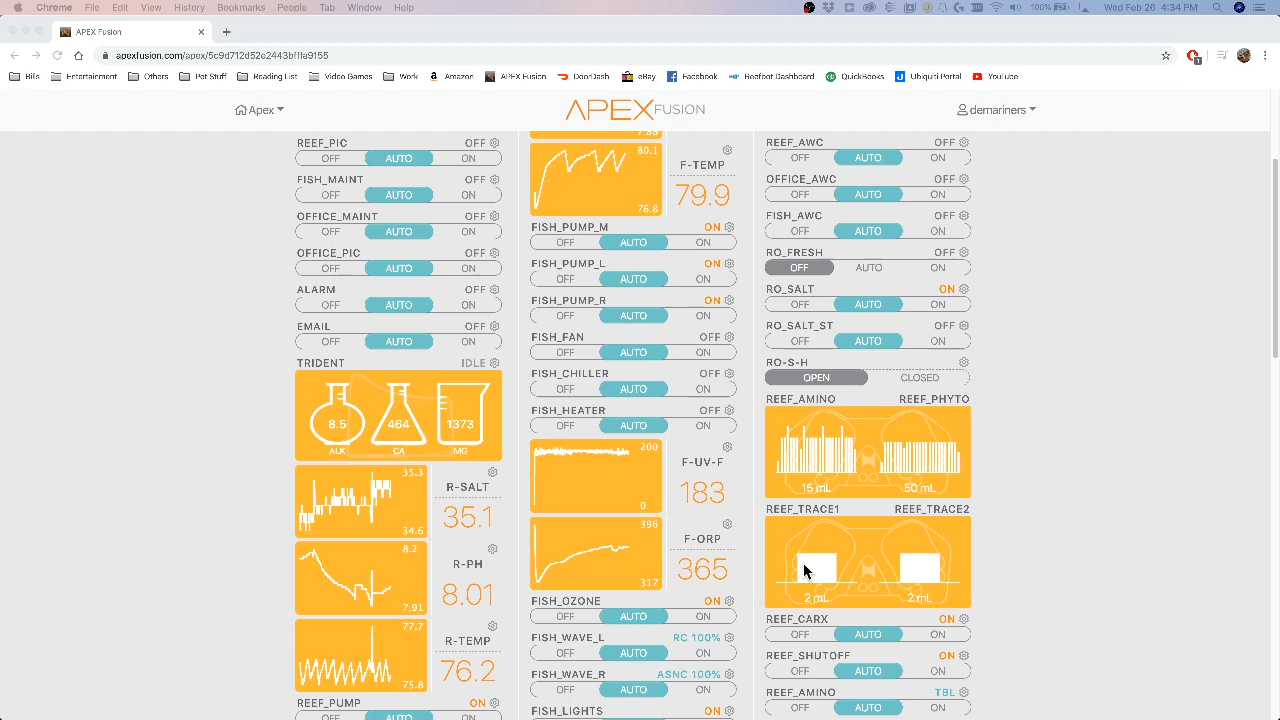 Chrome File Edit View History Bookmarks People Tab Window Help 100% Wed Feb 26 4:34 PM
APEX Fusion
apexfusion.com/apex/5c9d712d52e2443bfffa9155
Bills Entertainment Others Pet Stuff Reading List Video Games Work Amazon APEX Fusion DoorDash eBay Facebook Reefbot Dashboard QuickBooks Ubiquiti Portal YouTube
Apex APEX FUSION demariners
REEF_PIC OFF
OFF AUTO ON
FISH_MAINT OFF
OFF AUTO ON
OFFICE_MAINT OFF
OFF AUTO ON
OFFICE_PIC OFF
OFF AUTO ON
ALARM OFF
OFF AUTO ON
EMAIL OFF
OFF AUTO ON
TRIDENT IDLE
8.5 464 1373
ALK CA MG
35.3
R-SALT
35.1
34.6
8.2
R-PH
8.01
7.91
77.7
R-TEMP
76.2
75.8
REEF_PUMP ON
OFF AUTO ON
7.88
80.1
F-TEMP
79.9
76.8
FISH_PUMP_M ON
OFF AUTO ON
FISH_PUMP_L ON
OFF AUTO ON
FISH_PUMP_R ON
OFF AUTO ON
FISH_FAN OFF
OFF AUTO ON
FISH_CHILLER OFF
OFF AUTO ON
FISH_HEATER OFF
OFF AUTO ON
200
F-UV-F
183
0
396
F-ORP
365
317
FISH_OZONE ON
OFF AUTO ON
FISH_WAVE_L RC 100%
OFF AUTO ON
FISH_WAVE_R ASNC 100%
OFF AUTO ON
FISH_LIGHTS ON
REEF_AWC OFF
OFF AUTO ON
OFFICE_AWC OFF
OFF AUTO ON
FISH_AWC OFF
OFF AUTO ON
RO_FRESH OFF
OFF AUTO ON
RO_SALT ON
OFF AUTO ON
RO_SALT_ST OFF
OFF AUTO ON
RO-S-H
OPEN CLOSED
REEF_AMINO REEF_PHYTO
15 mL 50 mL
REEF_TRACE1 REEF_TRACE2
2 mL 2 mL
REEF_CARX ON
OFF AUTO ON
REEF_SHUTOFF ON
OFF AUTO ON
REEF_AMINO TBL
OFF AUTO ON